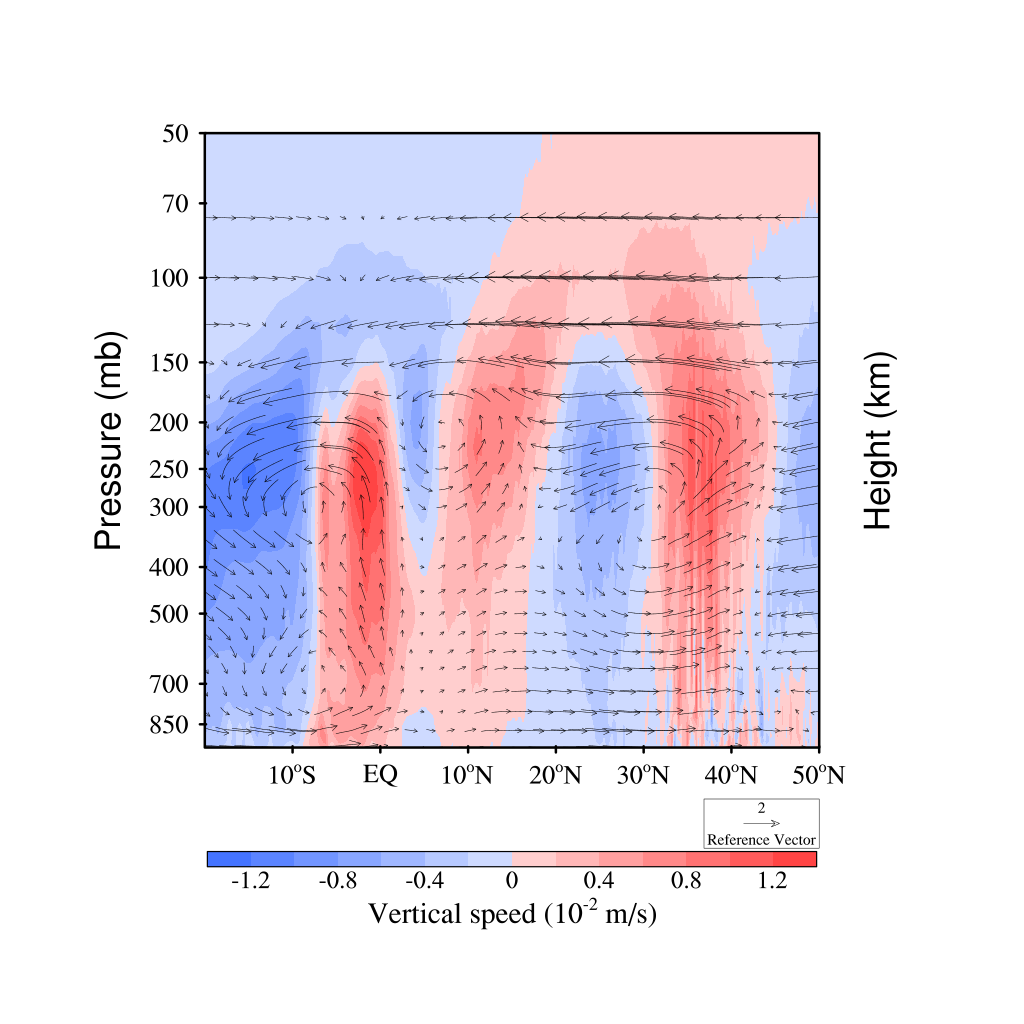 50
70
100
150
200
250
300
400
500
700
850
Pressure (mb)
Height (km)
10°S EQ 10°N 20°N 30°N 40°N 50°N
2
Reference Vector
-1.2 -0.8 -0.4 0 0.4 0.8 1.2
Vertical speed (10⁻² m/s)